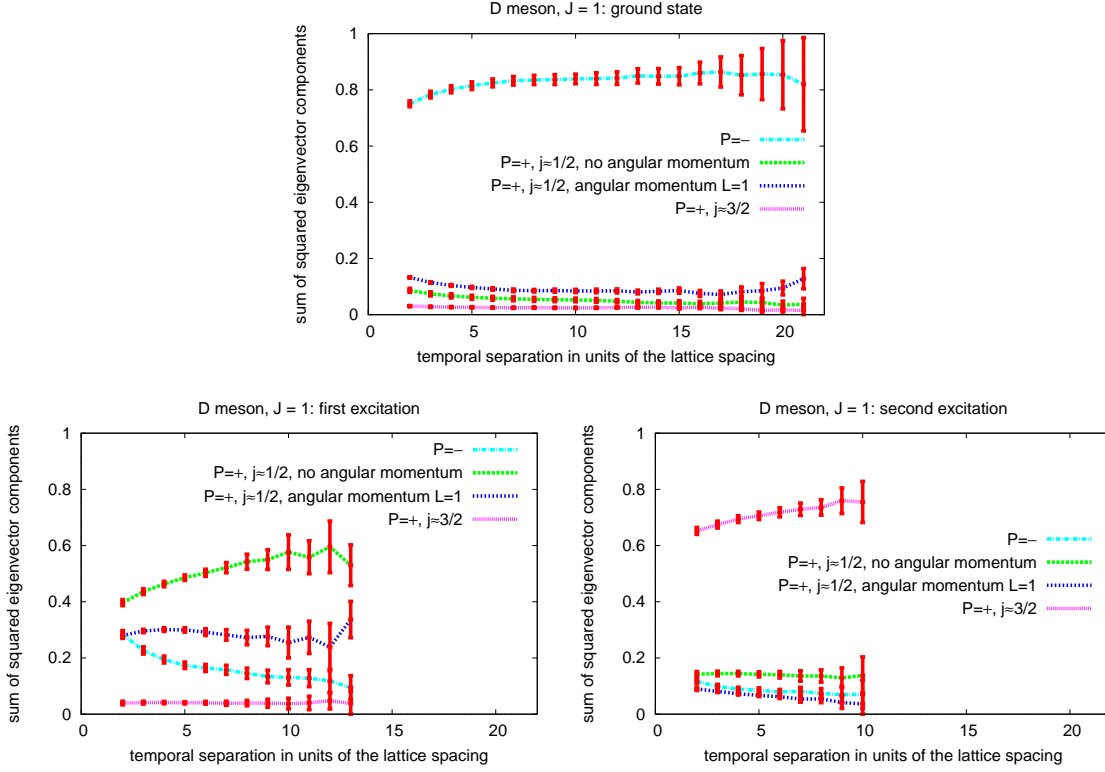 D meson, J = 1: ground state
1
0.8
0.6
0.4
0.2
0
sum of squared eigenvector components
P=−
P=+, j≈1/2, no angular momentum
P=+, j≈1/2, angular momentum L=1
P=+, j≈3/2
0 5 10 15 20
temporal separation in units of the lattice spacing
D meson, J = 1: first excitation
1
0.8
0.6
0.4
0.2
0
sum of squared eigenvector components
P=−
P=+, j≈1/2, no angular momentum
P=+, j≈1/2, angular momentum L=1
P=+, j≈3/2
0 5 10 15 20
temporal separation in units of the lattice spacing
D meson, J = 1: second excitation
1
0.8
0.6
0.4
0.2
0
sum of squared eigenvector components
P=−
P=+, j≈1/2, no angular momentum
P=+, j≈1/2, angular momentum L=1
P=+, j≈3/2
0 5 10 15 20
temporal separation in units of the lattice spacing